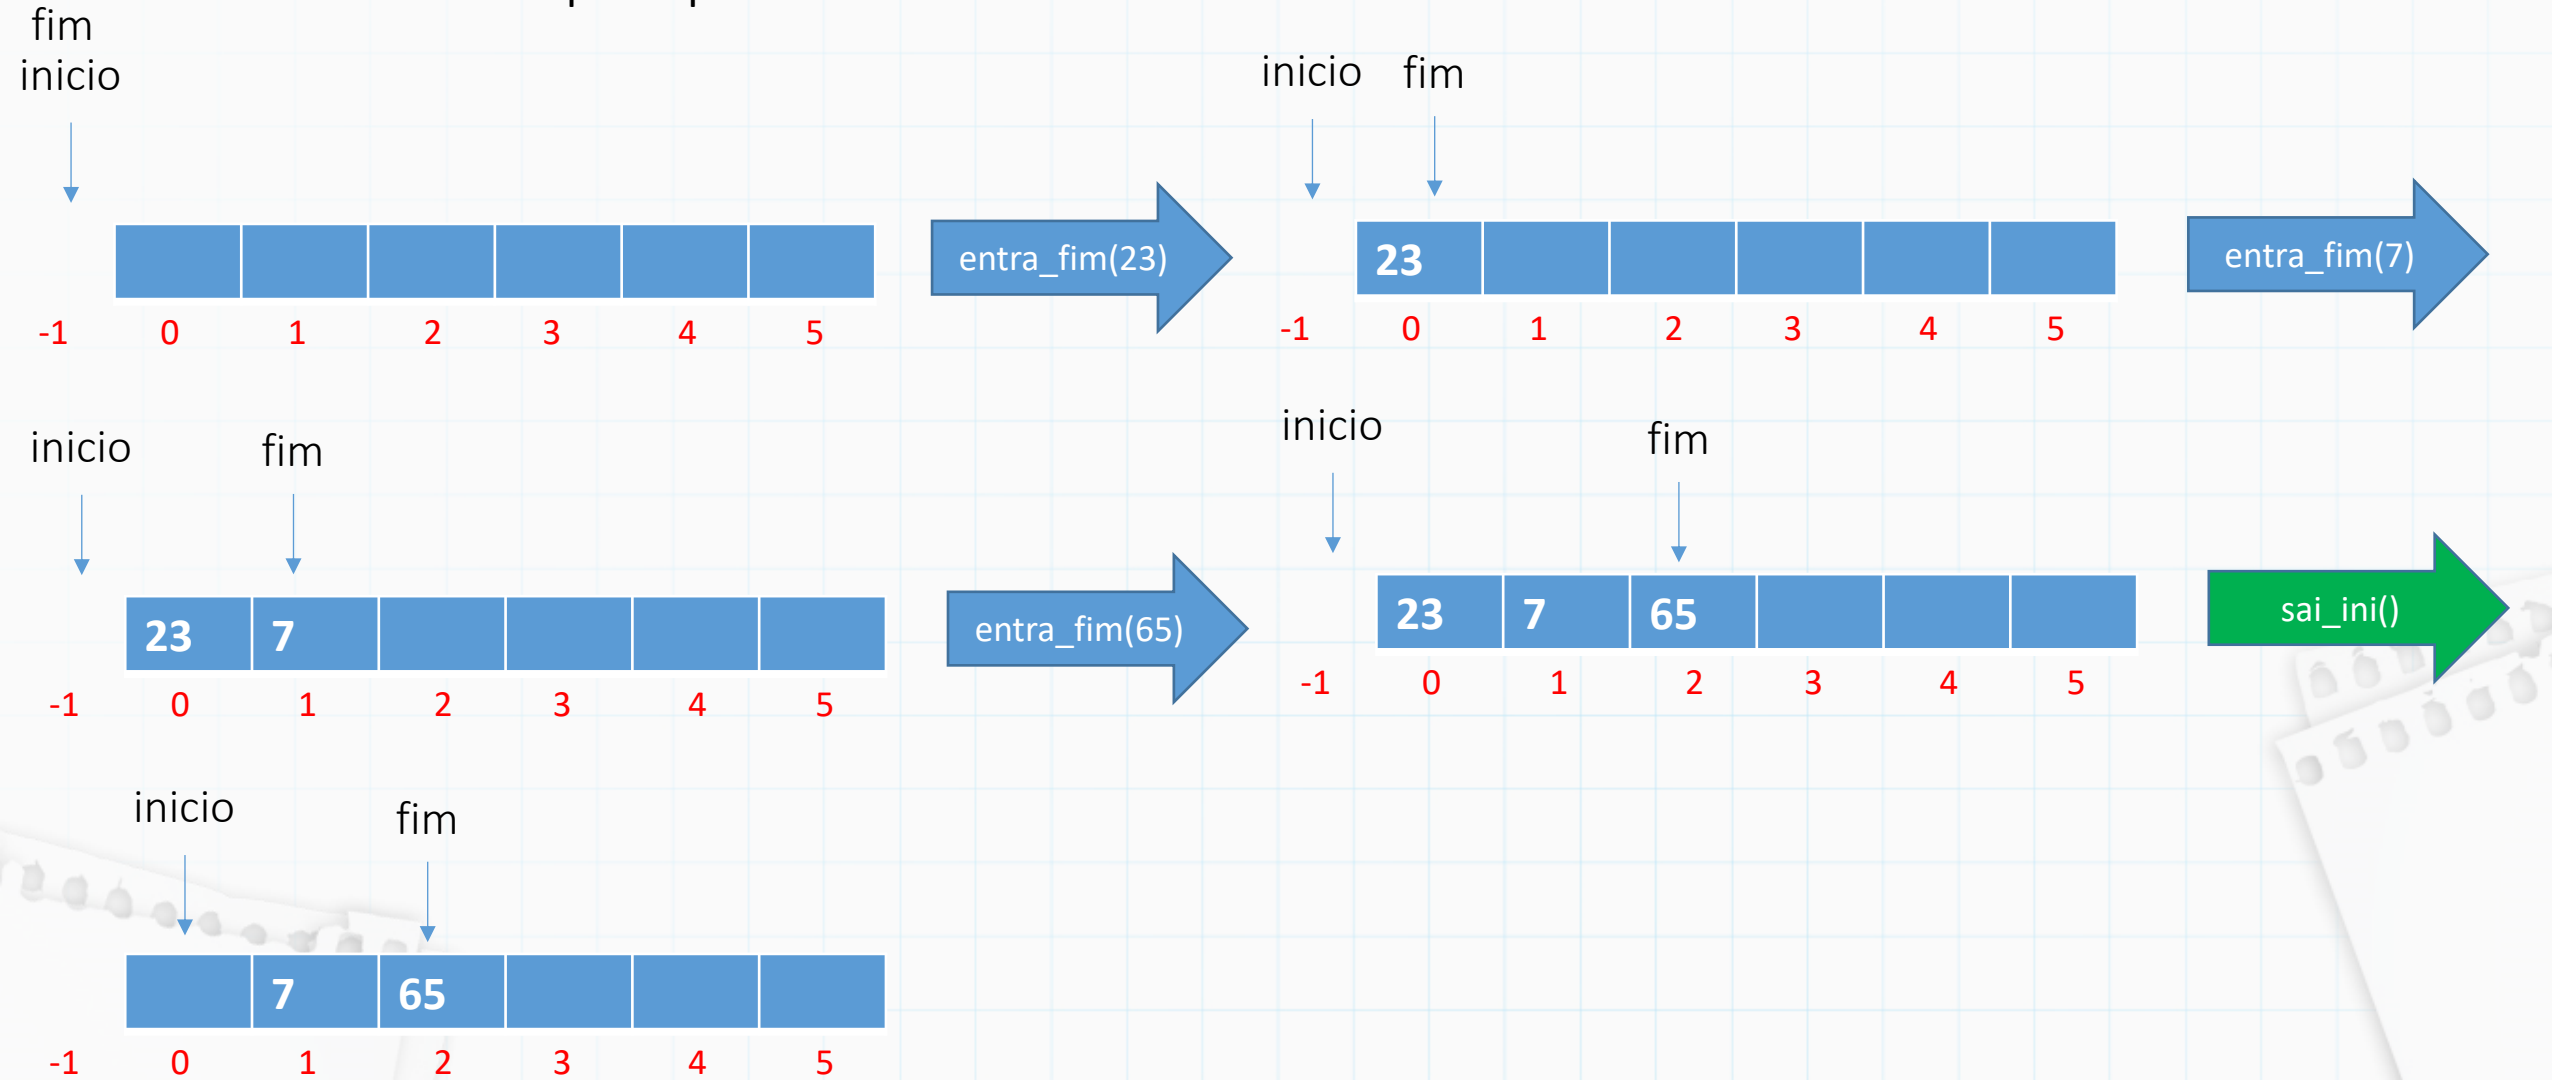 fim
inicio
-1 0 1 2 3 4 5
entra_fim(23)
inicio fim
23
-1 0 1 2 3 4 5
entra_fim(7)
inicio fim
23 7
-1 0 1 2 3 4 5
entra_fim(65)
inicio fim
23 7 65
-1 0 1 2 3 4 5
sai_ini()
inicio fim
7 65
-1 0 1 2 3 4 5